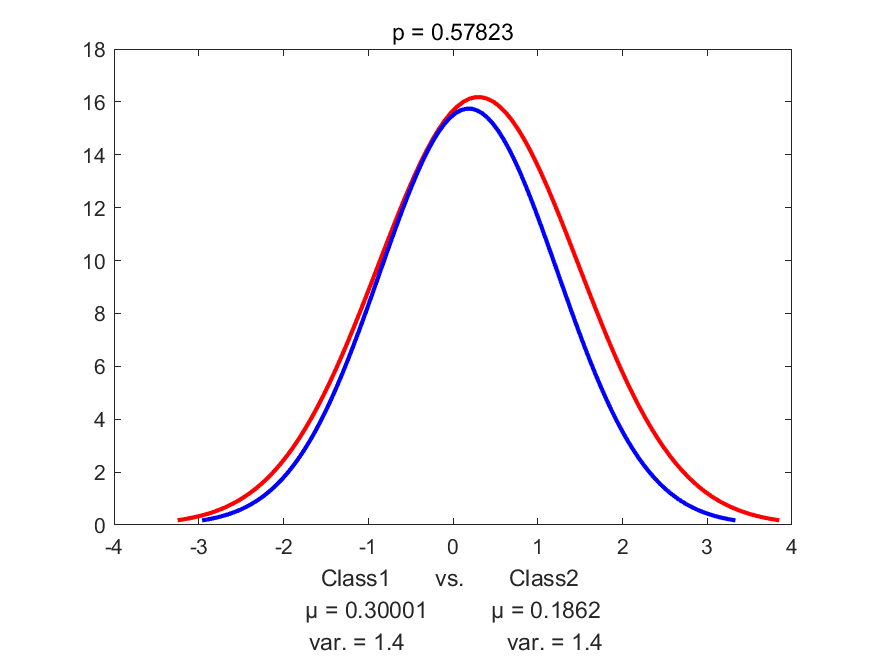 p = 0.57823
18
16
14
12
10
8
6
4
2
0
-4 -3 -2 -1 0 1 2 3 4
Class1 vs. Class2
μ = 0.30001 μ = 0.1862
var. = 1.4 var. = 1.4